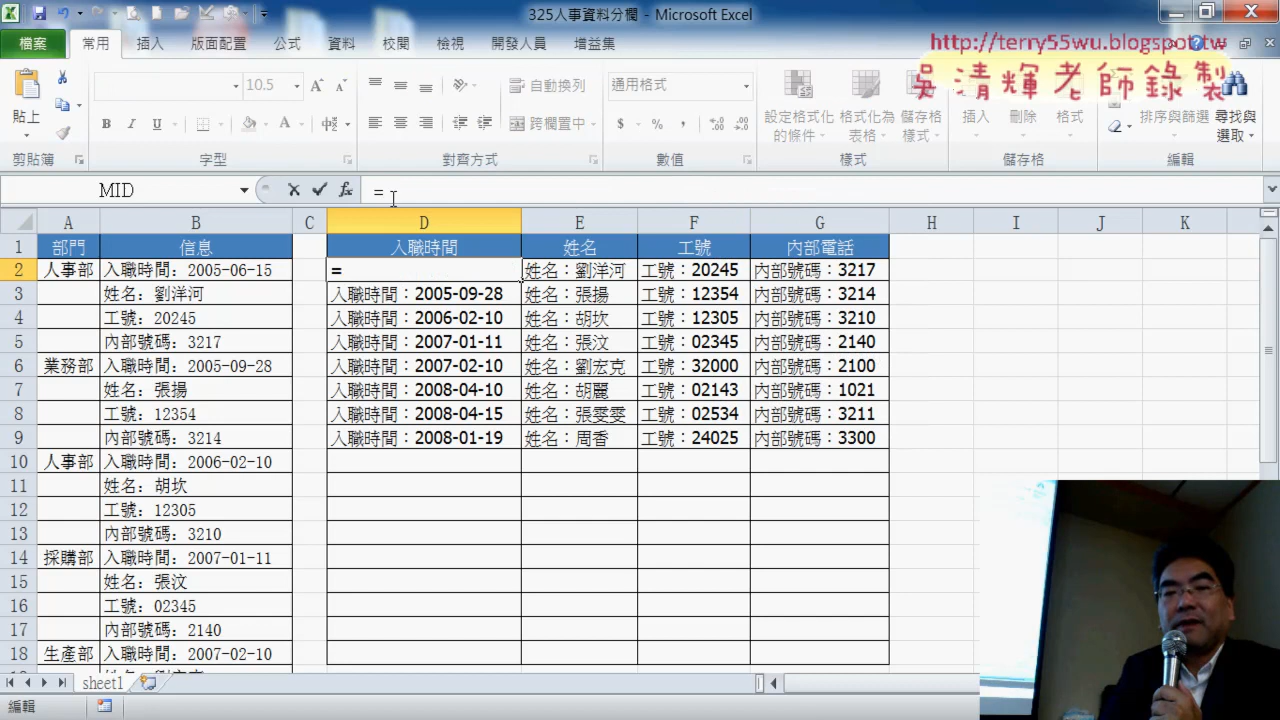 325人事資料分欄 - Microsoft Excel
檔案 常用 插入 版面配置 公式 資料 校閱 檢視 開發人員 增益集
http://terry55wu.blogspot.tw
吳清輝老師錄製
貼上 10.5 自動換列 通用格式 設定格式化的條件 格式化為表格 儲存格樣式 插入 刪除 格式 排序與篩選 尋找與選取
B I U 跨欄置中 $ %
剪貼簿 字型 對齊方式 數值 樣式 儲存格 編輯
MID =
A B C D E F G H I J K
1 部門 信息 入職時間 姓名 工號 內部電話
2 人事部 入職時間: 2005-06-15 = 姓名：劉洋河 工號：20245 內部號碼：3217
3 姓名: 劉洋河 入職時間：2005-09-28 姓名：張揚 工號：12354 內部號碼：3214
4 工號: 20245 入職時間：2006-02-10 姓名：胡坎 工號：12305 內部號碼：3210
5 內部號碼: 3217 入職時間：2007-01-11 姓名：張汶 工號：02345 內部號碼：2140
6 業務部 入職時間: 2005-09-28 入職時間：2007-02-10 姓名：劉宏克 工號：32000 內部號碼：2100
7 姓名: 張揚 入職時間：2008-04-10 姓名：胡麗 工號：02143 內部號碼：1021
8 工號: 12354 入職時間：2008-04-15 姓名：張雯雯 工號：02534 內部號碼：3211
9 內部號碼: 3214 入職時間：2008-01-19 姓名：周香 工號：24025 內部號碼：3300
10 人事部 入職時間: 2006-02-10
11 姓名: 胡坎
12 工號: 12305
13 內部號碼: 3210
14 採購部 入職時間: 2007-01-11
15 姓名: 張汶
16 工號: 02345
17 內部號碼: 2140
18 生產部 入職時間: 2007-02-10
sheet1
編輯